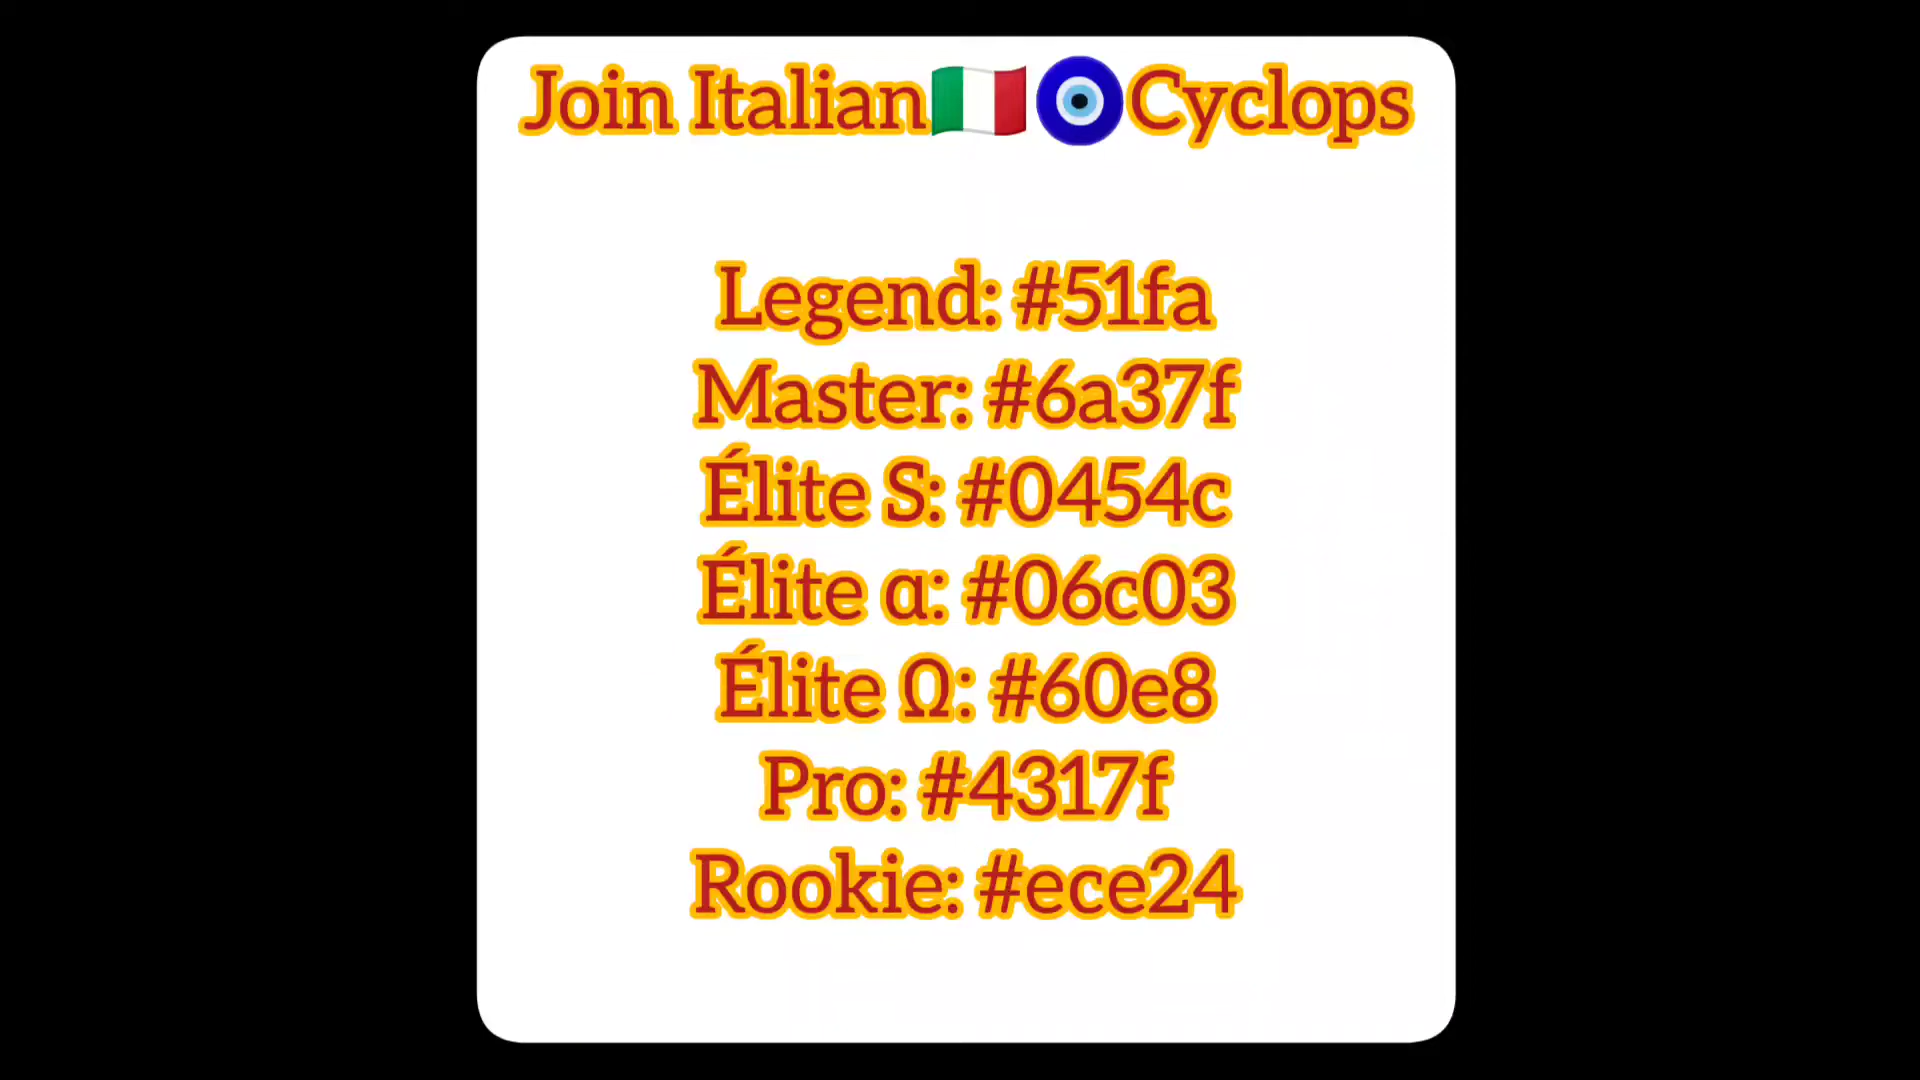 Join Italian🇮🇹🧿Cyclops
Legend: #51fa
Master: #6a37f
Élite S: #0454c
Élite α: #06c03
Élite Ω: #60e8
Pro: #4317f
Rookie: #ece24